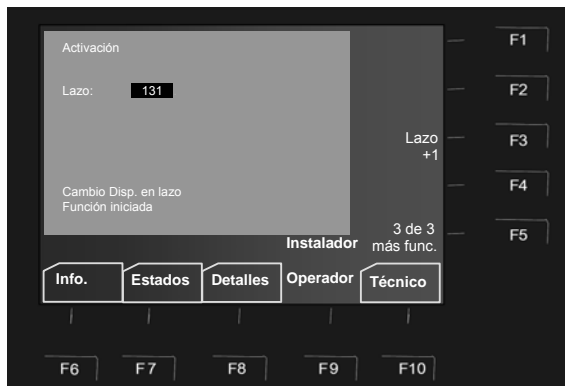 Activación
Lazo: 131
Cambio Disp. en lazo
Función iniciada
Lazo
+1
3 de 3
más func.
Instalador
Info.
Estados
Detalles
Operador
Técnico
F1
F2
F3
F4
F5
F6
F7
F8
F9
F10